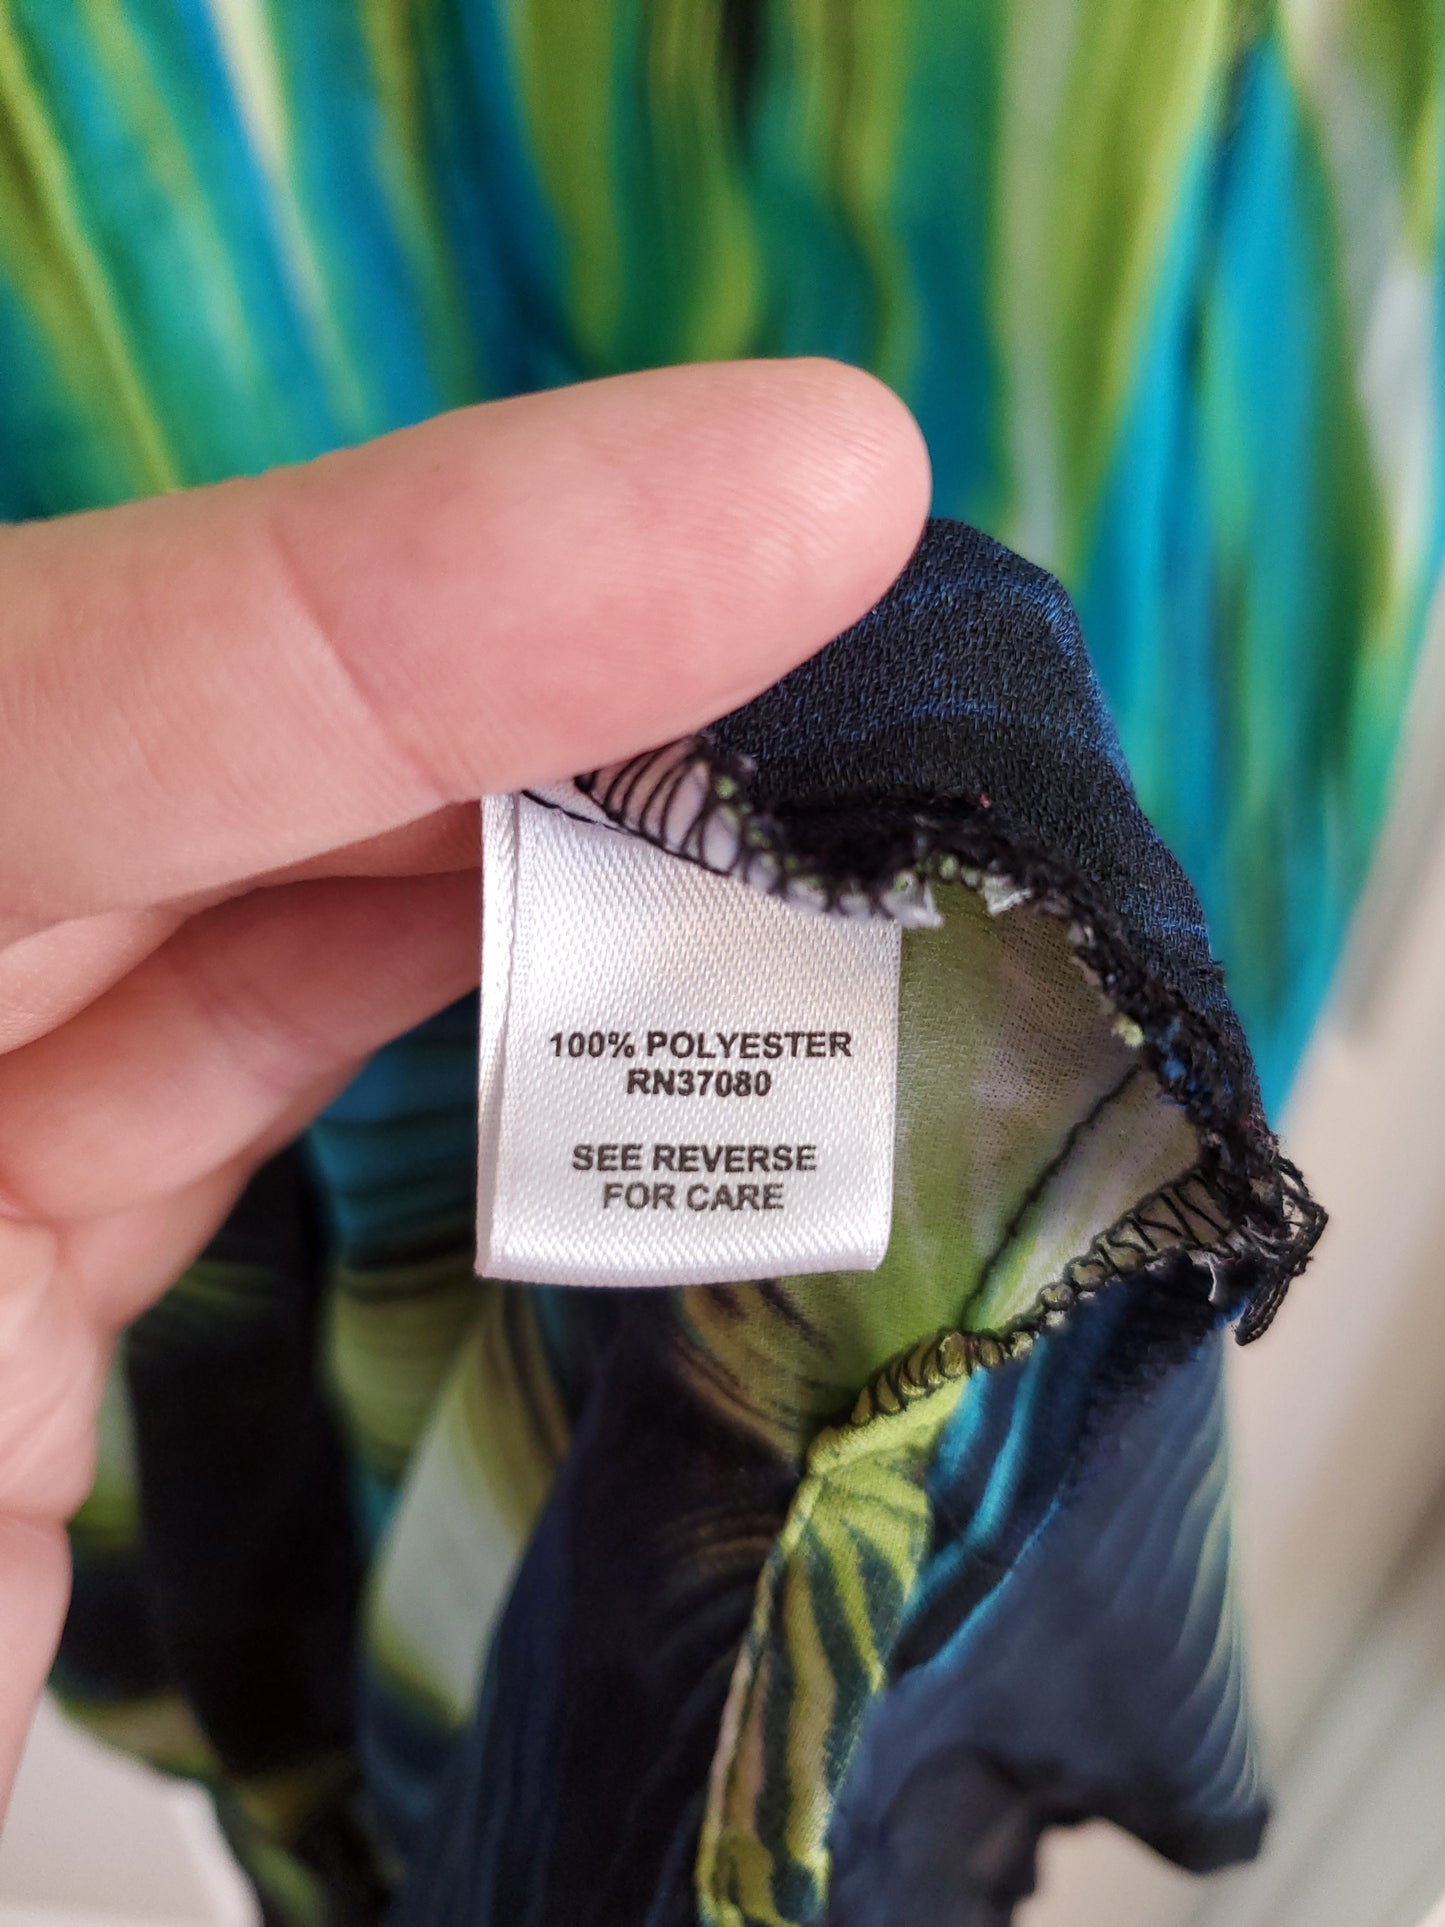 100% POLYESTER
RN37080
SEE REVERSE
FOR CARE